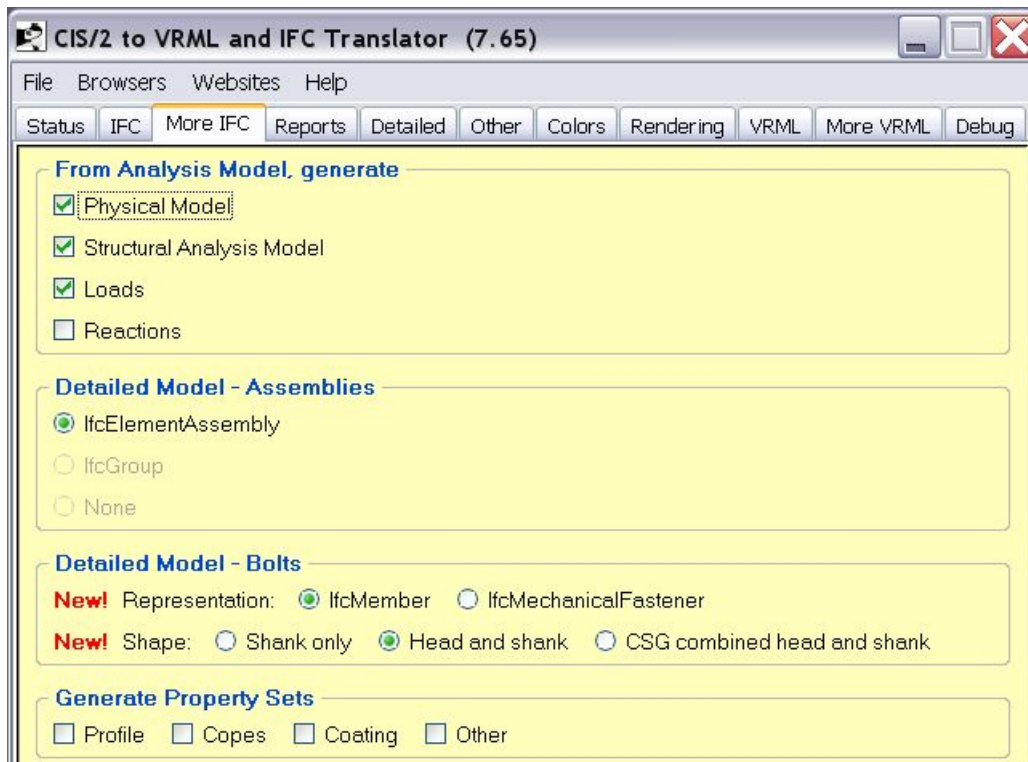 CIS/2 to VRML and IFC Translator (7.65)
File Browsers Websites Help
Status IFC More IFC Reports Detailed Other Colors Rendering VRML More VRML Debug
From Analysis Model, generate
Physical Model
Structural Analysis Model
Loads
Reactions
Detailed Model - Assemblies
IfcElementAssembly
IfcGroup
None
Detailed Model - Bolts
New! Representation: IfcMember IfcMechanicalFastener
New! Shape: Shank only Head and shank CSG combined head and shank
Generate Property Sets
Profile Copes Coating Other